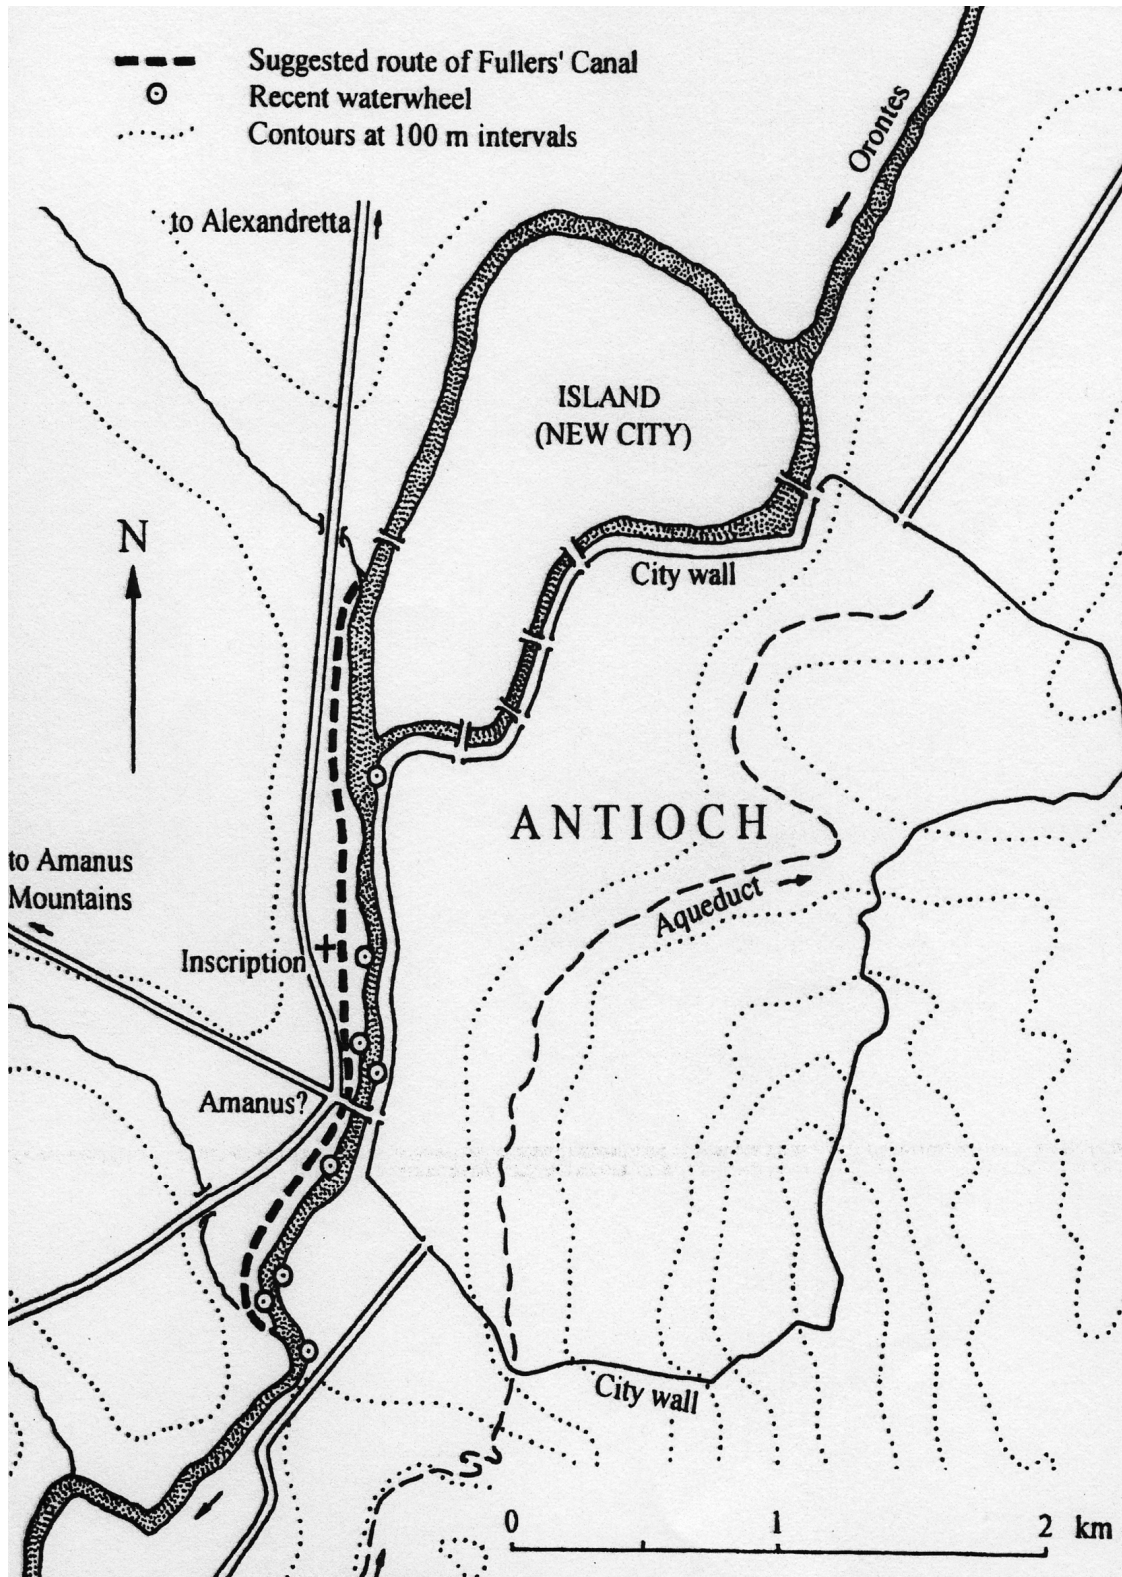 Suggested route of Fullers' Canal
Recent waterwheel
Contours at 100 m intervals
Orontes
to Alexandretta
ISLAND
(NEW CITY)
N
City wall
ANTIOCH
to Amanus
Mountains
Aqueduct
Inscription
Amanus?
City wall
0 1 2 km